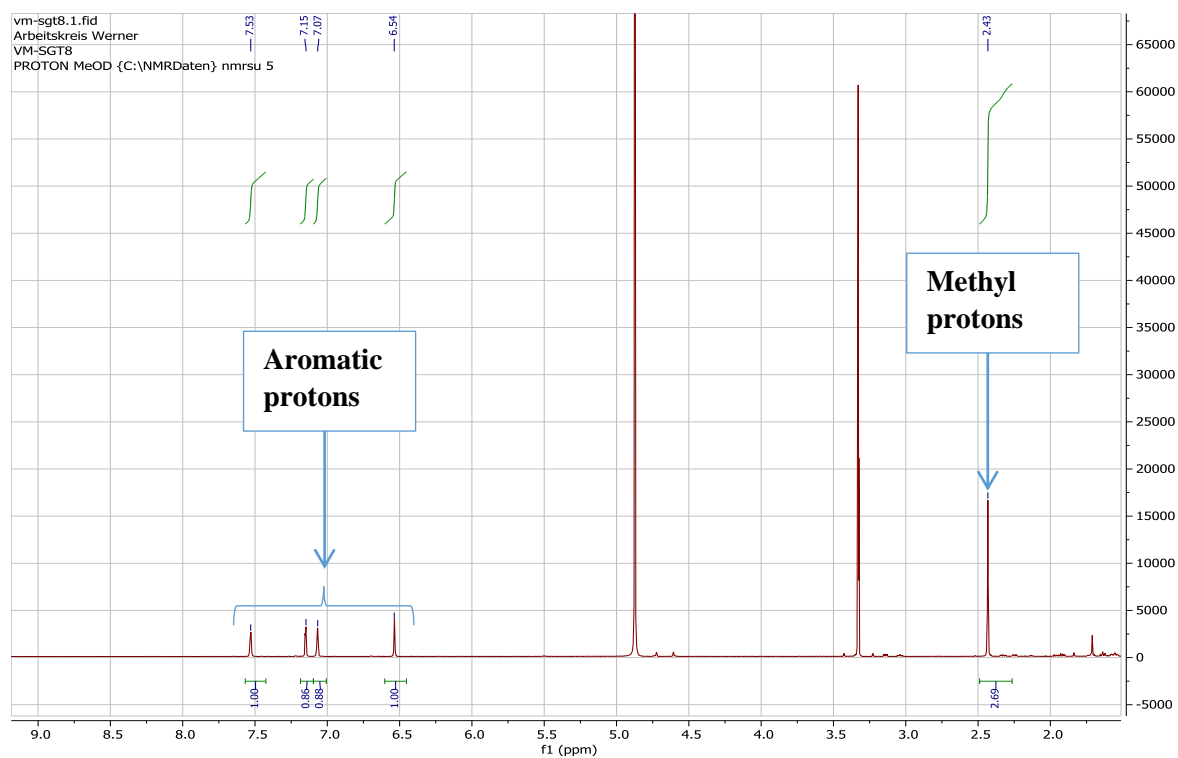 vm-sgt8.1.fid
Arbeitskreis Werner
VM-SGT8
PROTON MeOD {C:\NMRDaten} nmrsu 5
7.53
7.15
7.07
6.54
2.43
65000
60000
55000
50000
45000
40000
35000
30000
25000
20000
15000
10000
5000
0
-5000
Methyl
protons
Aromatic
protons
1.00
0.86
0.88
1.00
2.69
9.0 8.5 8.0 7.5 7.0 6.5 6.0 5.5 5.0 4.5 4.0 3.5 3.0 2.5 2.0
f1 (ppm)